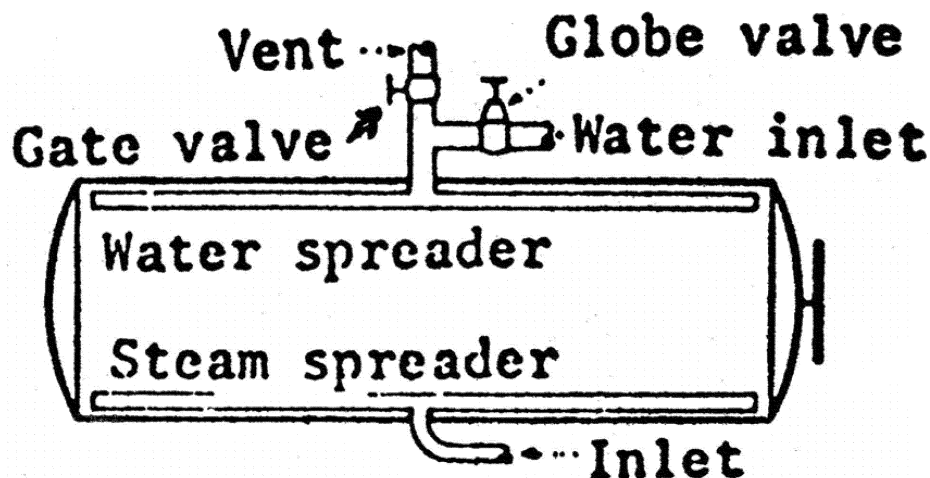 Vent
Globe valve
Gate valve
Water inlet
Water spreader
Steam spreader
Inlet